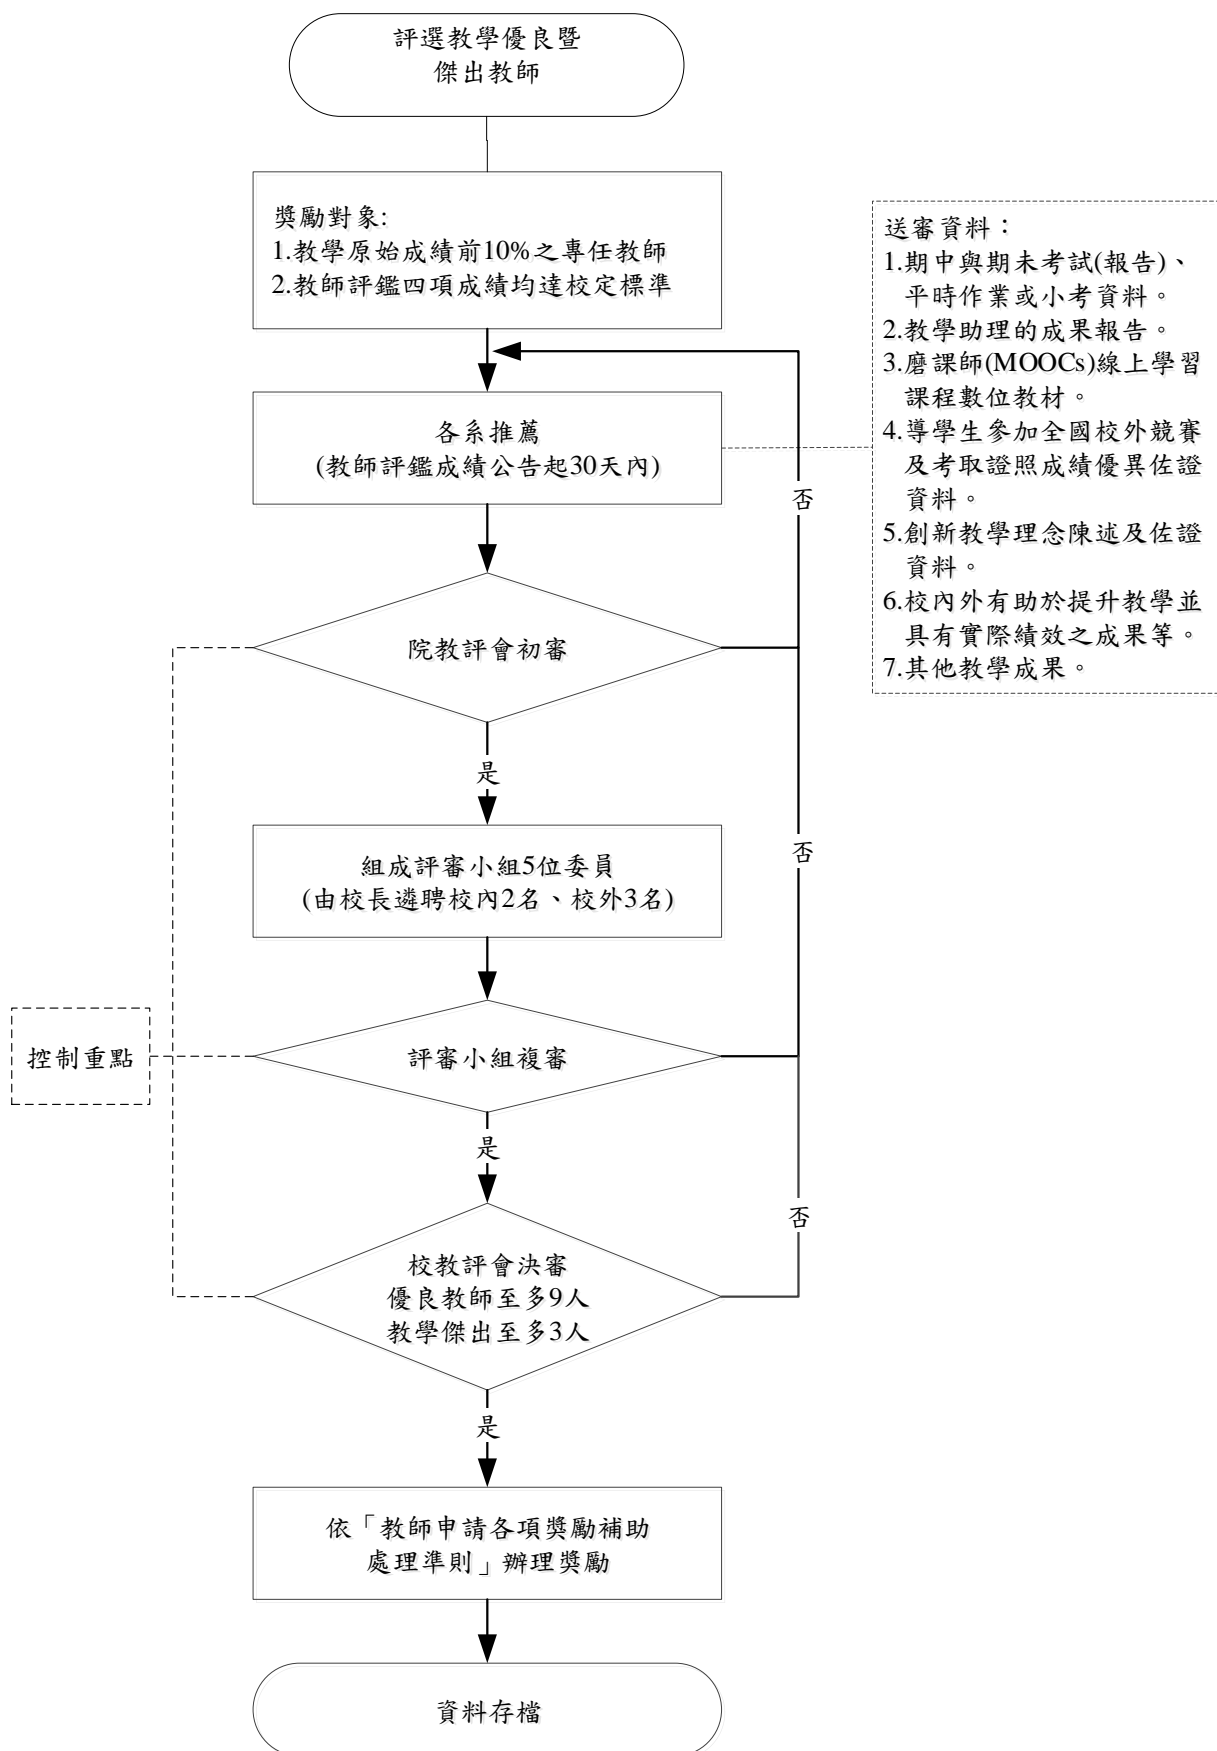 評選教學優良暨
傑出教師
獎勵對象:
1.教學原始成績前10%之專任教師
2.教師評鑑四項成績均達校定標準
送審資料：
1.期中與期末考試(報告)、
平時作業或小考資料。
2.教學助理的成果報告。
3.磨課師(MOOCs)線上學習
課程數位教材。
4.導學生參加全國校外競賽
及考取證照成績優異佐證
資料。
5.創新教學理念陳述及佐證
資料。
6.校內外有助於提升教學並
具有實際績效之成果等。
7.其他教學成果。
各系推薦
(教師評鑑成績公告起30天內)
否
院教評會初審
是
組成評審小組5位委員
(由校長遴聘校內2名、校外3名)
否
控制重點
評審小組複審
是
否
校教評會決審
優良教師至多9人
教學傑出至多3人
是
依「教師申請各項獎勵補助
處理準則」辦理獎勵
資料存檔